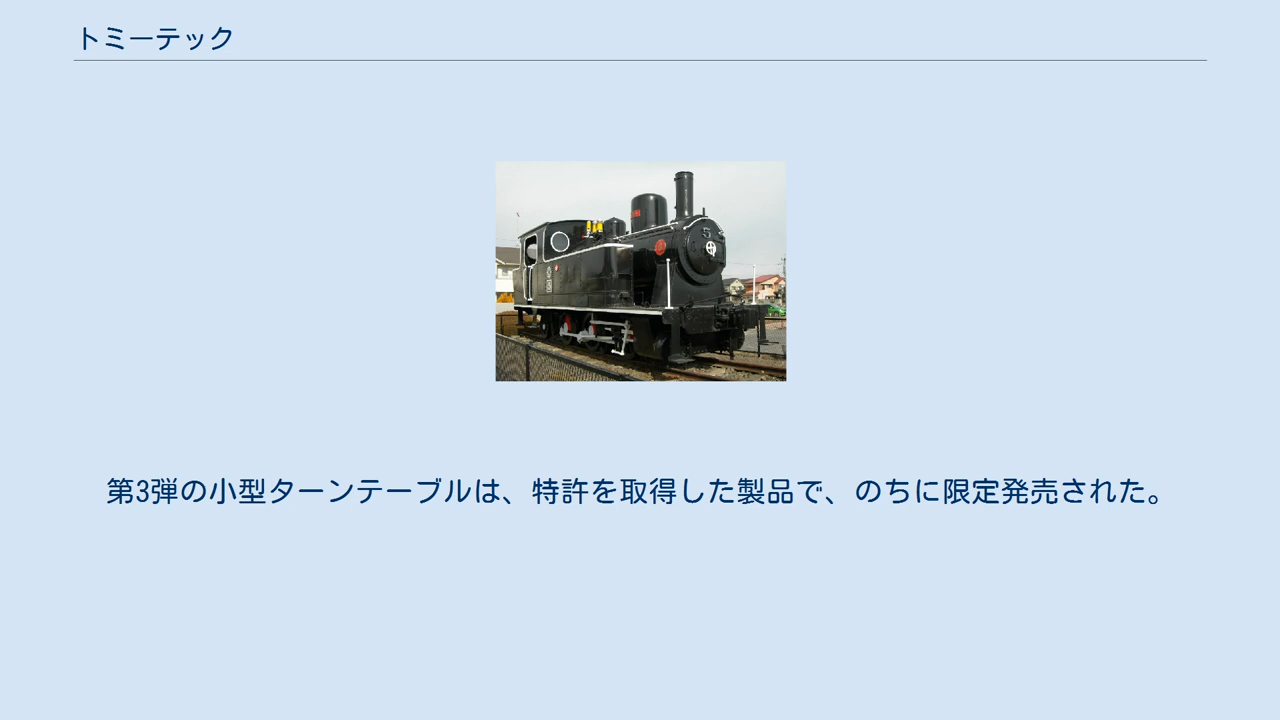 トミーテック
5
第3弾の小型ターンテーブルは、特許を取得した製品で、のちに限定発売された。